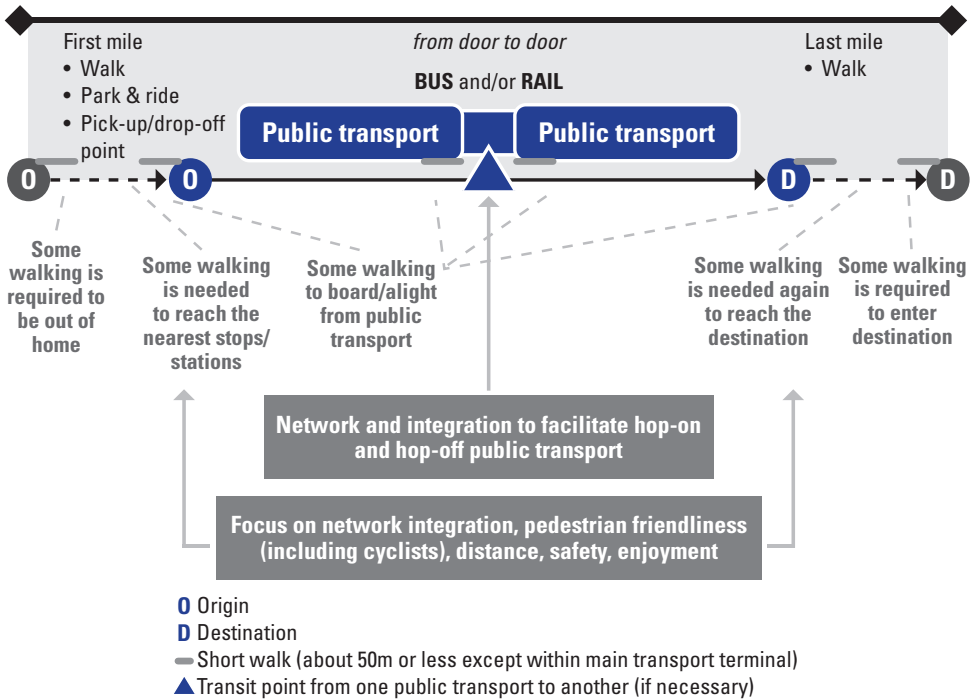 First mile
• Walk
• Park & ride
• Pick-up/drop-off
point
from door to door
BUS and/or RAIL
Last mile
• Walk
Public transport
Public transport
O
O
D
D
Some
walking is
required to
be out of
home
Some walking
is needed
to reach the
nearest stops/
stations
Some walking
to board/alight
from public
transport
Some walking
is needed again
to reach the
destination
Some walking
is required
to enter
destination
Network and integration to facilitate hop-on
and hop-off public transport
Focus on network integration, pedestrian friendliness
(including cyclists), distance, safety, enjoyment
O Origin
D Destination
Short walk (about 50m or less except within main transport terminal)
Transit point from one public transport to another (if necessary)